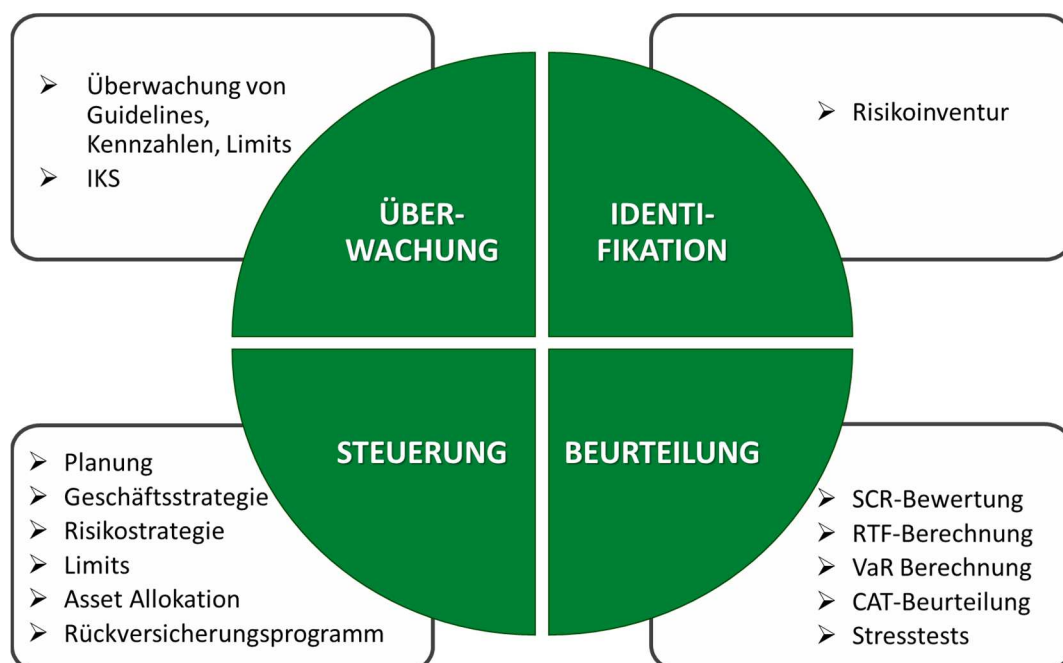 ➢ Überwachung von
Guidelines,
Kennzahlen, Limits
➢ IKS
➢ Risikoinventur
ÜBER-
WACHUNG
IDENTI-
FIKATION
STEUERUNG
BEURTEILUNG
➢ Planung
➢ Geschäftsstrategie
➢ Risikostrategie
➢ Limits
➢ Asset Allokation
➢ Rückversicherungsprogramm
➢ SCR-Bewertung
➢ RTF-Berechnung
➢ VaR Berechnung
➢ CAT-Beurteilung
➢ Stresstests